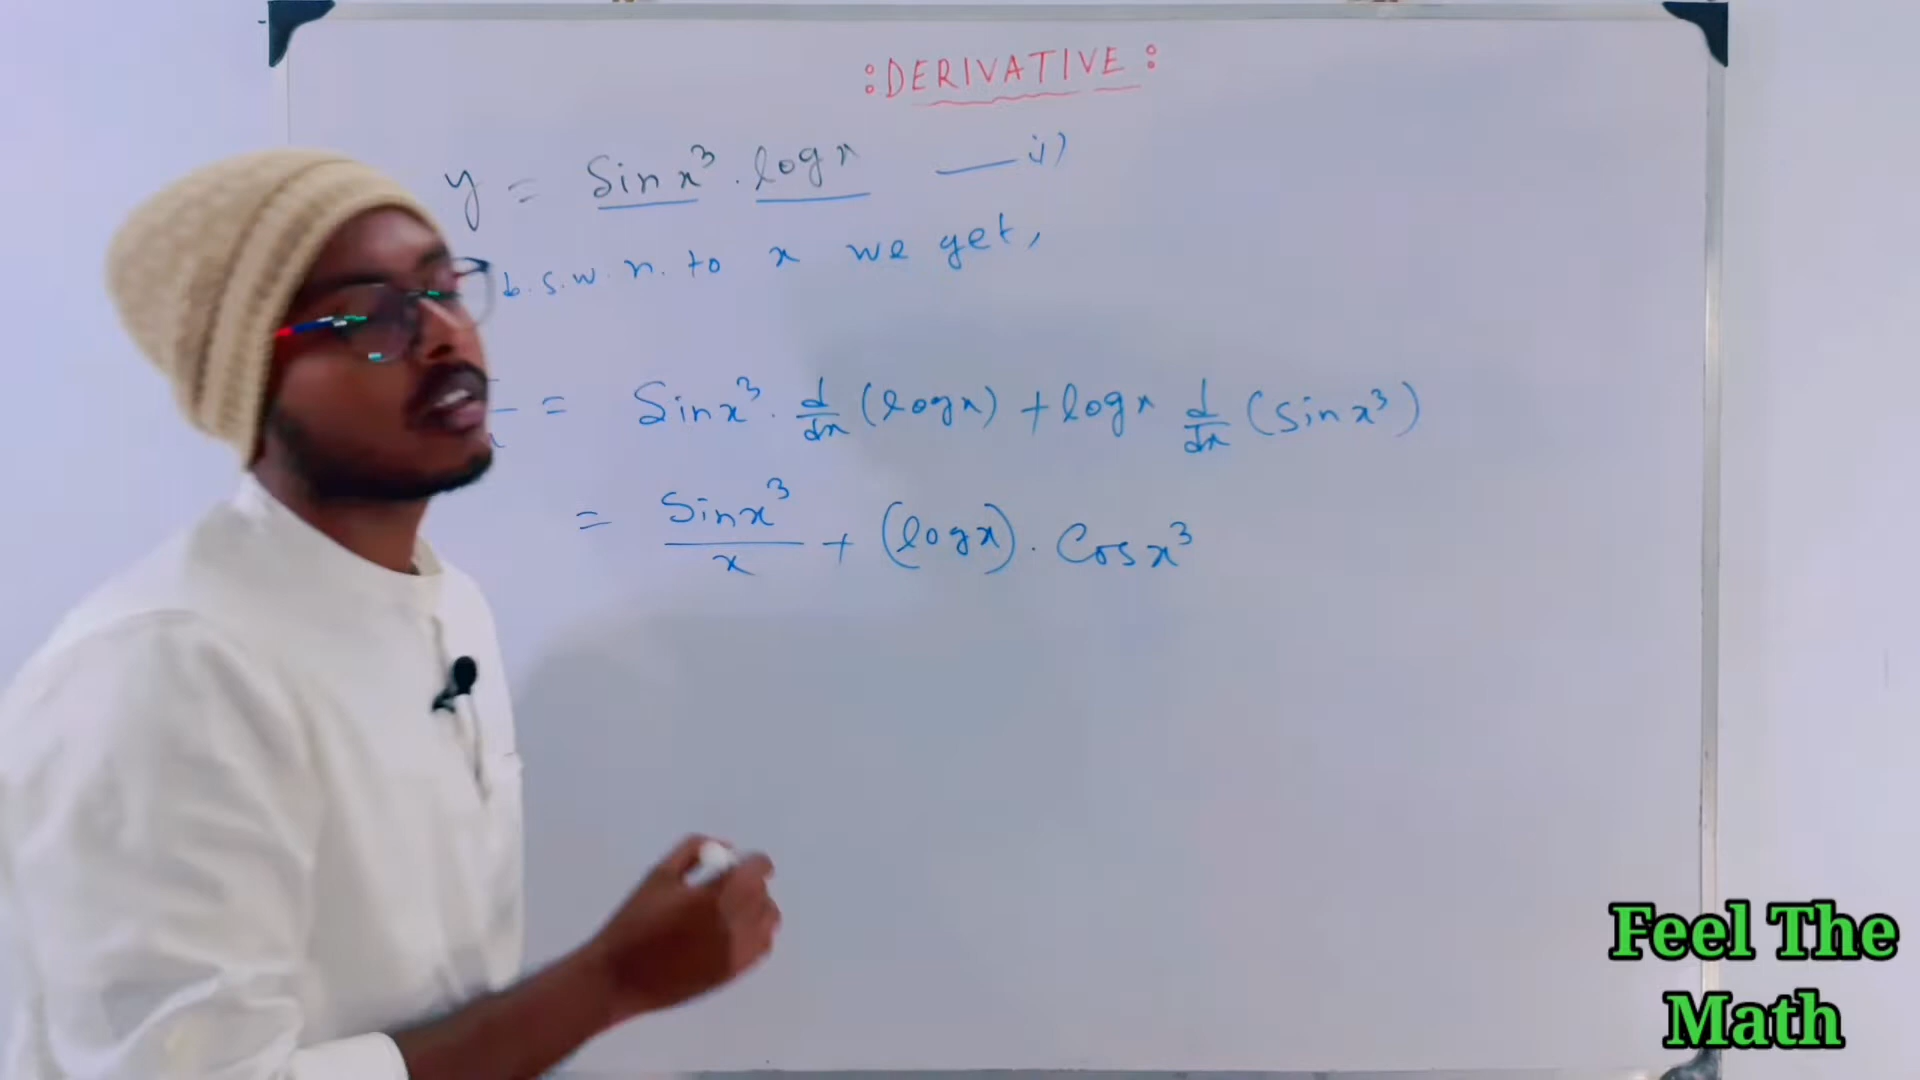 :DERIVATIVE:
y = Sin x³ . log x —— i)
b.s.w.r. to x we get,
= Sin x³ . d/dx (log x) + log x d/dx (Sin x³)
= Sin x³ / x + (log x) . Cos x³
Feel The
Math